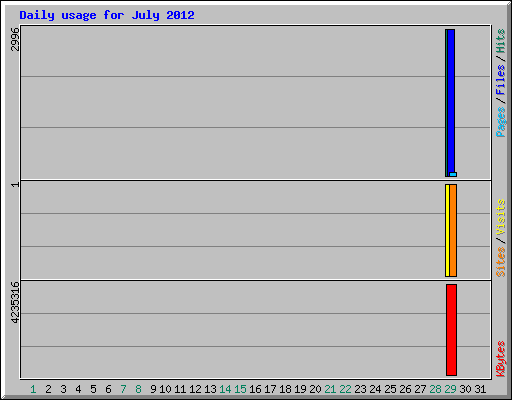 Daily usage for July 2012
2996
Pages / Files / Hits
1
Sites / Visits
4235316
KBytes
1 2 3 4 5 6 7 8 9 10 11 12 13 14 15 16 17 18 19 20 21 22 23 24 25 26 27 28 29 30 31